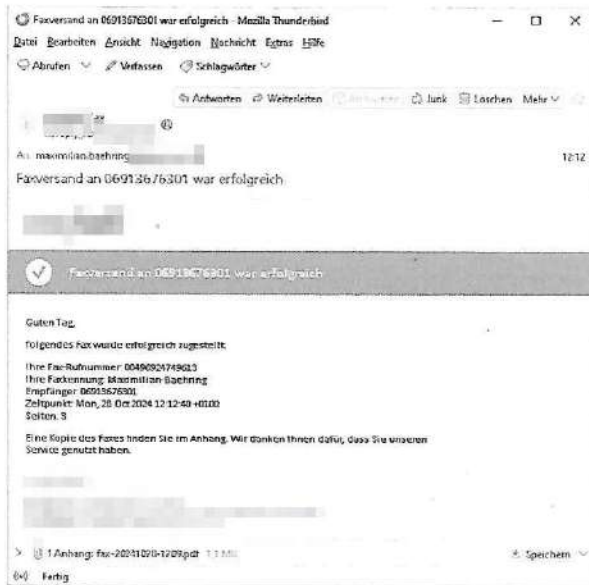 Faxversand an 06913676301 war erfolgreich - Mozilla Thunderbird
Datei Bearbeiten Ansicht Navigation Nachricht Extras Hilfe
Abrufen Verfassen Schlagwörter
Antworten Weiterleiten Junk Löschen Mehr
An maximilian.baehring
12:12
Faxversand an 06913676301 war erfolgreich
Faxversand an 06913676301 war erfolgreich
Guten Tag,
folgendes Fax wurde erfolgreich zugestellt:
Ihre Fax-Rufnummer: 00490924749613
Ihre Faxkennung: Maximilian Baehring
Empfänger: 06913676301
Zeitpunkt: Mon, 28 Oct 2024 12:12:40 +0100
Seiten: 8
Eine Kopie des Faxes finden Sie im Anhang. Wir danken Ihnen dafür, dass Sie unseren
Service genutzt haben.
1 Anhang: fax-20241028-1209.pdf
Speichern
Fertig